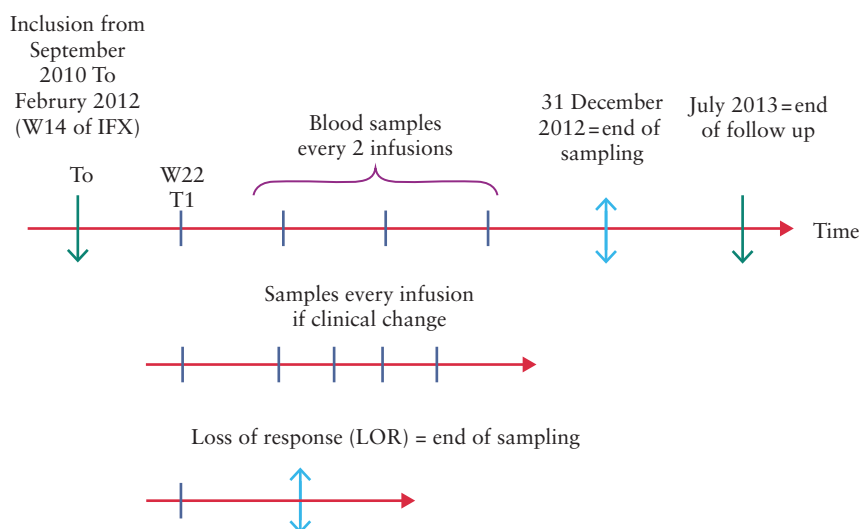 Inclusion from
September
2010 To
Februry 2012
(W14 of IFX)
To
W22
T1
Blood samples
every 2 infusions
31 December
2012=end of
sampling
July 2013=end
of follow up
Time
Samples every infusion
if clinical change
Loss of response (LOR) = end of sampling